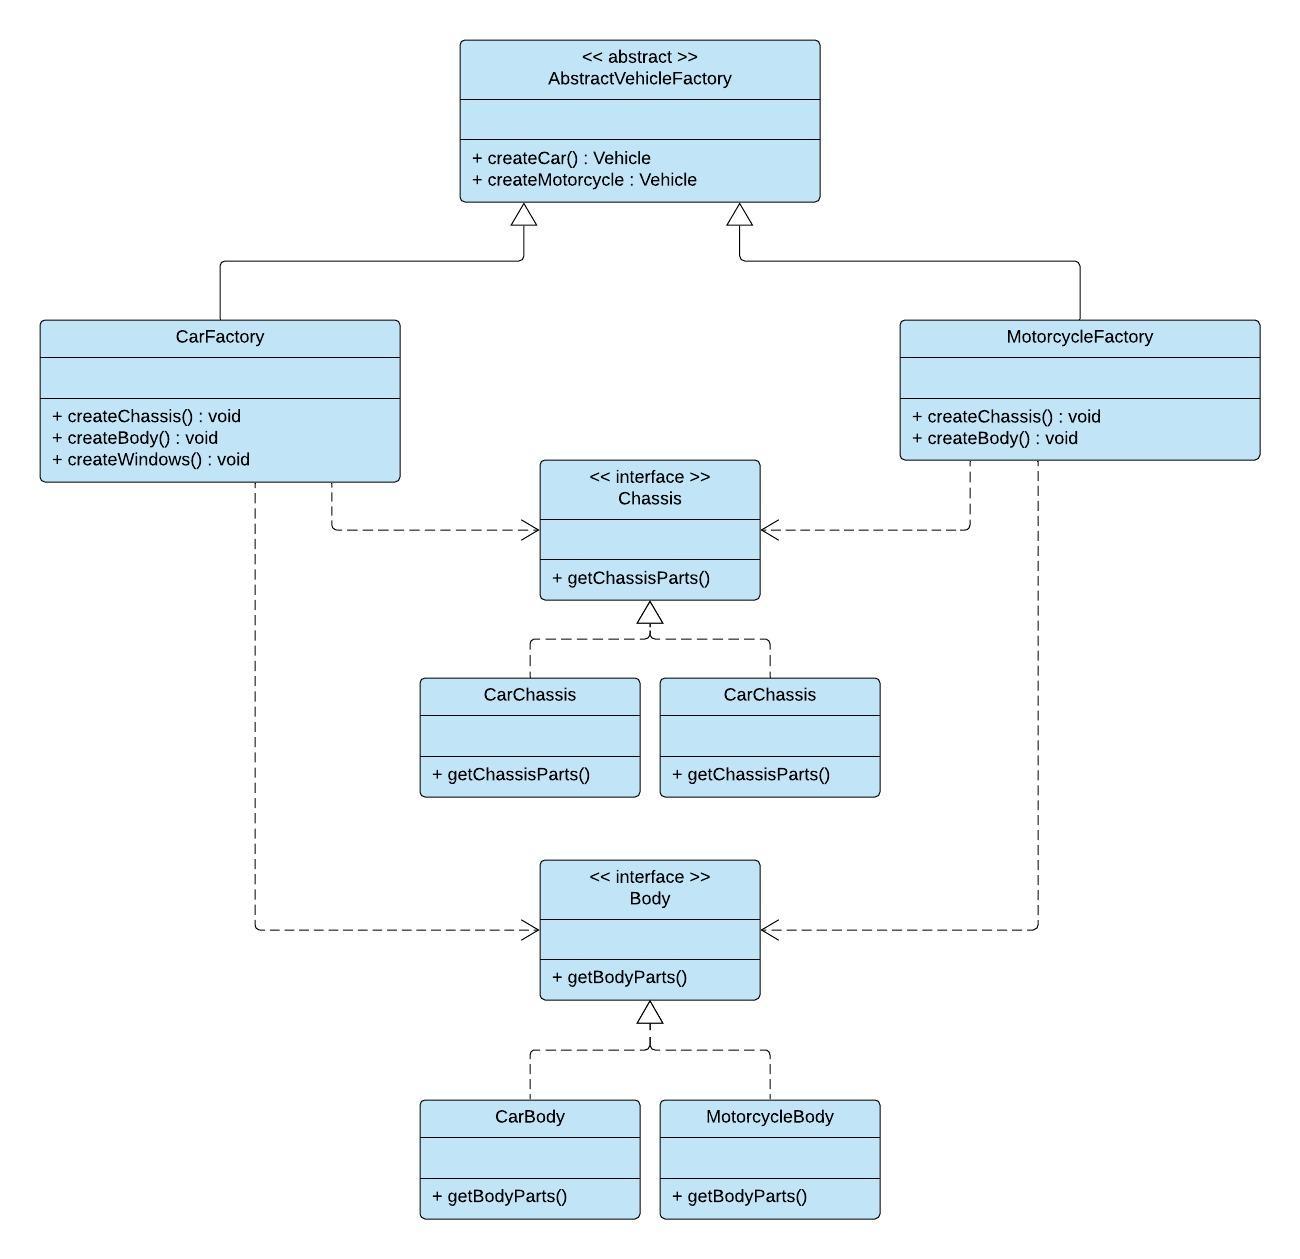 << abstract >>
AbstractVehicleFactory
+ createCar() : Vehicle
+ createMotorcycle : Vehicle
CarFactory
+ createChassis() : void
+ createBody() : void
+ createWindows() : void
MotorcycleFactory
+ createChassis() : void
+ createBody() : void
<< interface >>
Chassis
+ getChassisParts()
CarChassis
+ getChassisParts()
CarChassis
+ getChassisParts()
<< interface >>
Body
+ getBodyParts()
CarBody
+ getBodyParts()
MotorcycleBody
+ getBodyParts()